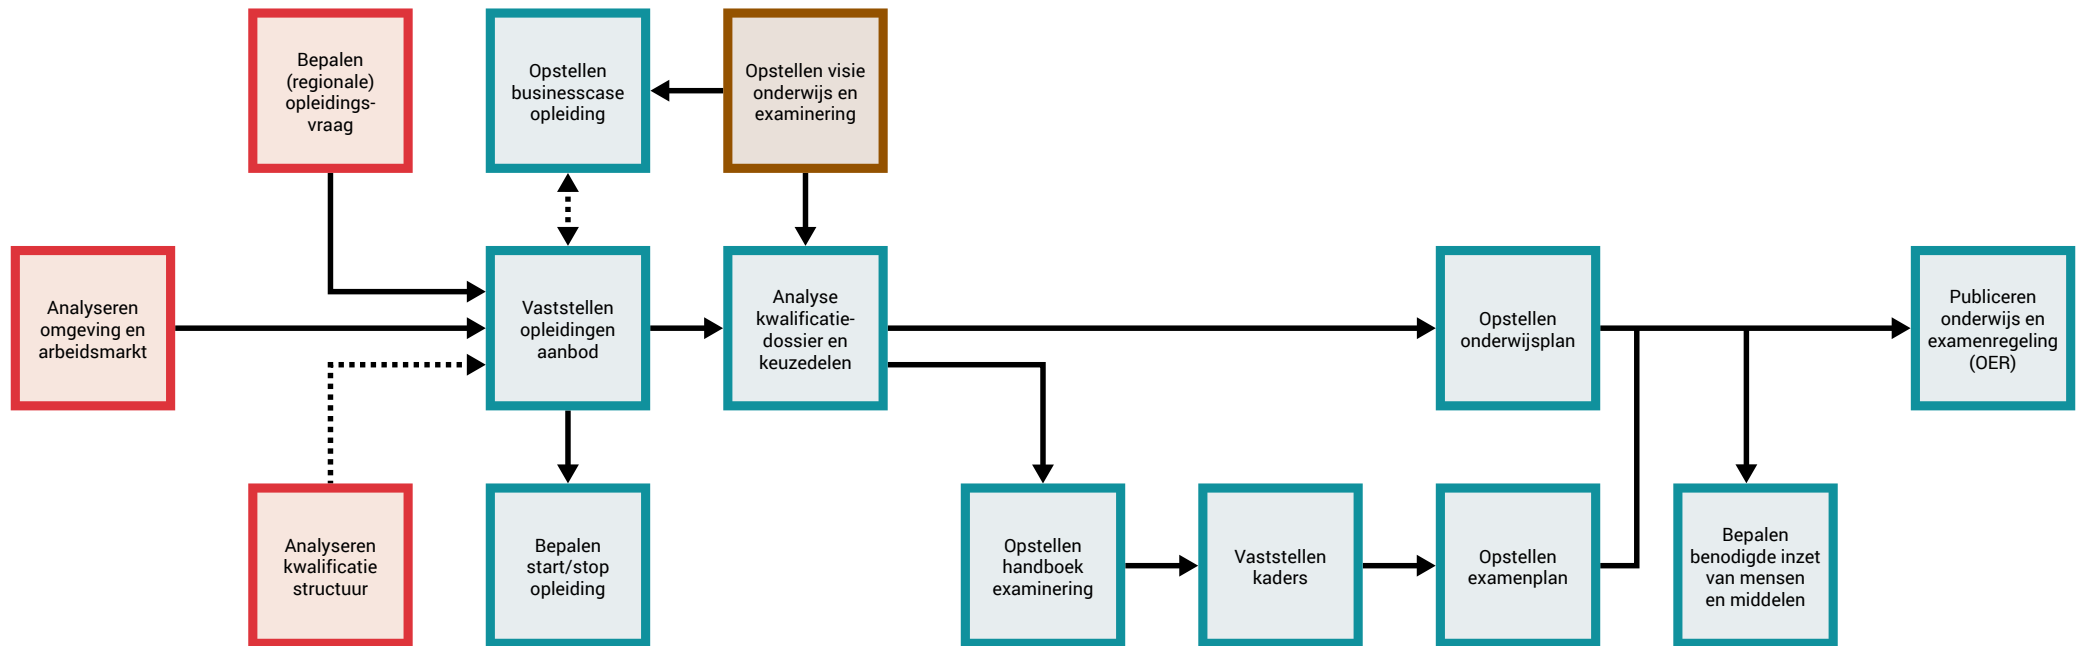 Bepalen
(regionale)
opleidings-
vraag
Opstellen
businesscase
opleiding
Opstellen visie
onderwijs en
examinering
Analyseren
omgeving en
arbeidsmarkt
Vaststellen
opleidingen
aanbod
Analyse
kwalificatie-
dossier en
keuzedelen
Opstellen
onderwijsplan
Publiceren
onderwijs en
examenregeling
(OER)
Analyseren
kwalificatie
structuur
Bepalen
start/stop
opleiding
Opstellen
handboek
examinering
Vaststellen
kaders
Opstellen
examenplan
Bepalen
benodigde inzet
van mensen
en middelen